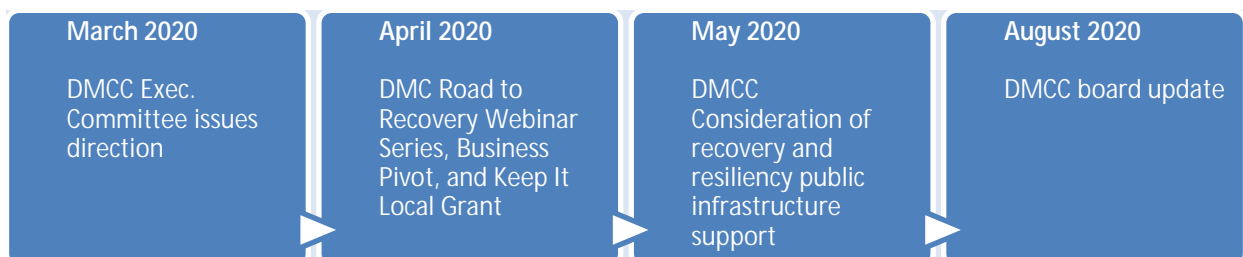 March 2020
DMCC Exec.
Committee issues
direction
April 2020
DMC Road to
Recovery Webinar
Series, Business
Pivot, and Keep It
Local Grant
May 2020
DMCC
Consideration of
recovery and
resiliency public
infrastructure
support
August 2020
DMCC board update